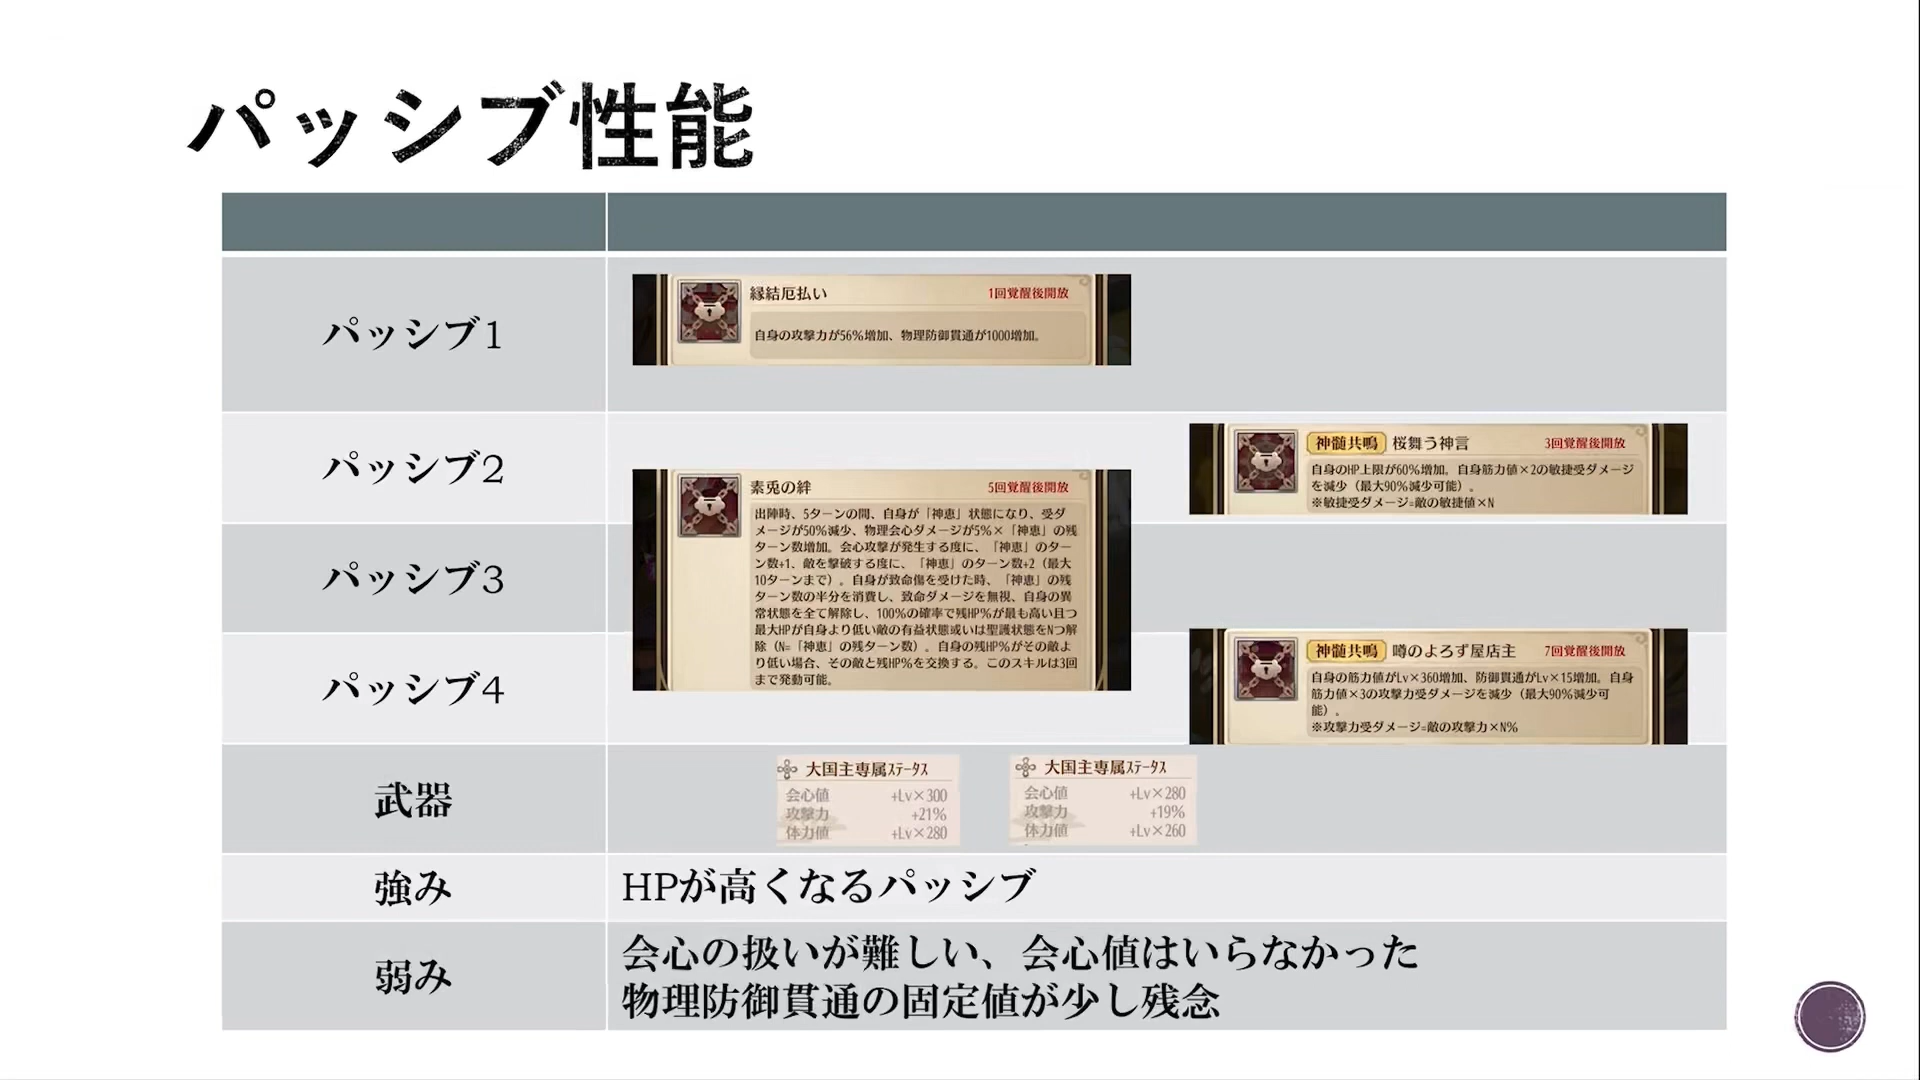 パッシブ性能
パッシブ1
縁結厄払い
1回覚醒後開放
自身の攻撃力が56%増加、物理防御貫通が1000増加。
パッシブ2
神髄共鳴 桜舞う神言
3回覚醒後開放
自身のHP上限が60%増加。自身筋力値×2の敏捷受ダメージ
を減少（最大90%減少可能）。
※敏捷受ダメージ=敵の敏捷値×N
パッシブ3
素兎の絆
5回覚醒後開放
出陣時、5ターンの間、自身が「神恵」状態になり、受ダ
メージが50%減少、物理会心ダメージが5%×「神恵」の残
ターン数増加。会心攻撃が発生する度に、「神恵」のター
ン数+1、敵を撃破する度に、「神恵」のターン数+2（最大
10ターンまで）。自身が致命傷を受けた時、「神恵」の残
ターン数の半分を消費し、致命ダメージを無視、自身の異
常状態を全て解除し、100%の確率で残HP%が最も高い且つ
最大HPが自身より低い敵の有益状態或いは聖護状態をNつ解
除（N=「神恵」の残ターン数）。自身の残HP%がその敵よ
り低い場合、その敵と残HP%を交換する。このスキルは3回
まで発動可能。
パッシブ4
神髄共鳴 噂のよろず屋店主
7回覚醒後開放
自身の筋力値がLv×360増加、防御貫通がLv×15増加。自身
筋力値×3の攻撃力受ダメージを減少（最大90%減少可
能）。
※攻撃力受ダメージ=敵の攻撃力×N%
武器
大国主専属ステータス
会心値 +Lv×300
攻撃力 +21%
体力値 +Lv×280
大国主専属ステータス
会心値 +Lv×280
攻撃力 +19%
体力値 +Lv×260
強み
HPが高くなるパッシブ
弱み
会心の扱いが難しい、会心値はいらなかった
物理防御貫通の固定値が少し残念